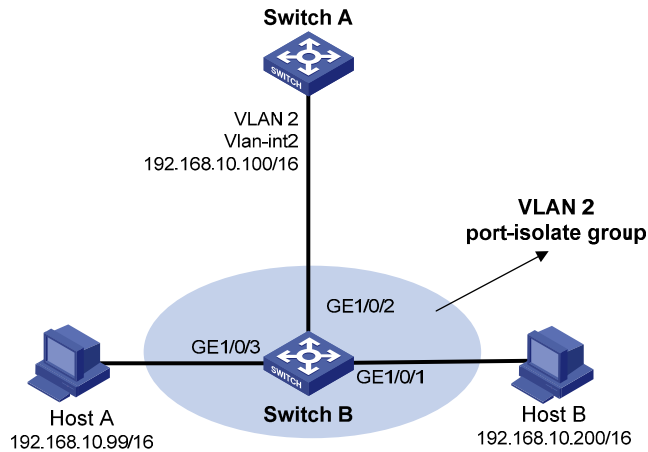 Switch A
SWITCH
VLAN 2
Vlan-int2
192.168.10.100/16
VLAN 2
port-isolate group
GE1/0/2
GE1/0/3
SWITCH
GE1/0/1
Host A
192.168.10.99/16
Switch B
Host B
192.168.10.200/16